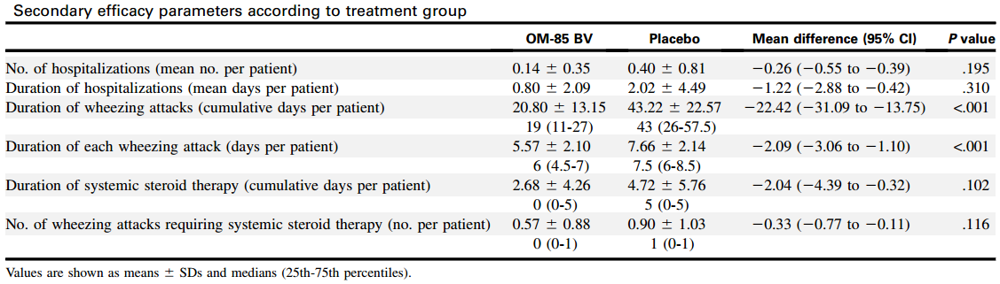 Secondary efficacy parameters according to treatment group
OM-85 BV Placebo Mean difference (95% CI) P value
No. of hospitalizations (mean no. per patient) 0.14 ± 0.35 0.40 ± 0.81 −0.26 (−0.55 to −0.39) .195
Duration of hospitalizations (mean days per patient) 0.80 ± 2.09 2.02 ± 4.49 −1.22 (−2.88 to −0.42) .310
Duration of wheezing attacks (cumulative days per patient) 20.80 ± 13.15 43.22 ± 22.57 −22.42 (−31.09 to −13.75) <.001
19 (11-27) 43 (26-57.5)
Duration of each wheezing attack (days per patient) 5.57 ± 2.10 7.66 ± 2.14 −2.09 (−3.06 to −1.10) <.001
6 (4.5-7) 7.5 (6-8.5)
Duration of systemic steroid therapy (cumulative days per patient) 2.68 ± 4.26 4.72 ± 5.76 −2.04 (−4.39 to −0.32) .102
0 (0-5) 5 (0-5)
No. of wheezing attacks requiring systemic steroid therapy (no. per patient) 0.57 ± 0.88 0.90 ± 1.03 −0.33 (−0.77 to −0.11) .116
0 (0-1) 1 (0-1)
Values are shown as means ± SDs and medians (25th-75th percentiles).